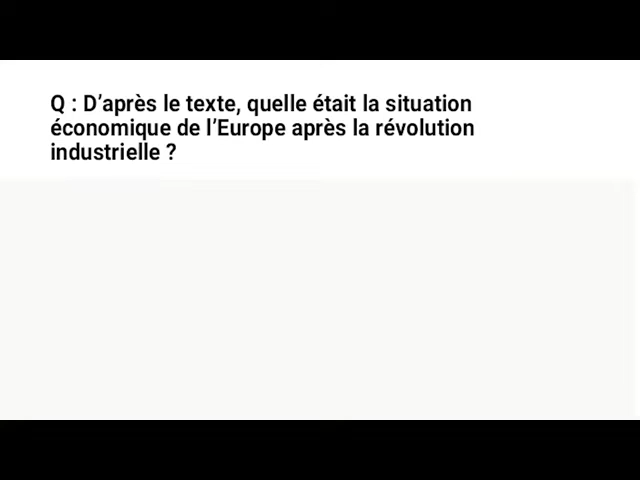 Q : D’après le texte, quelle était la situation
économique de l’Europe après la révolution
industrielle ?